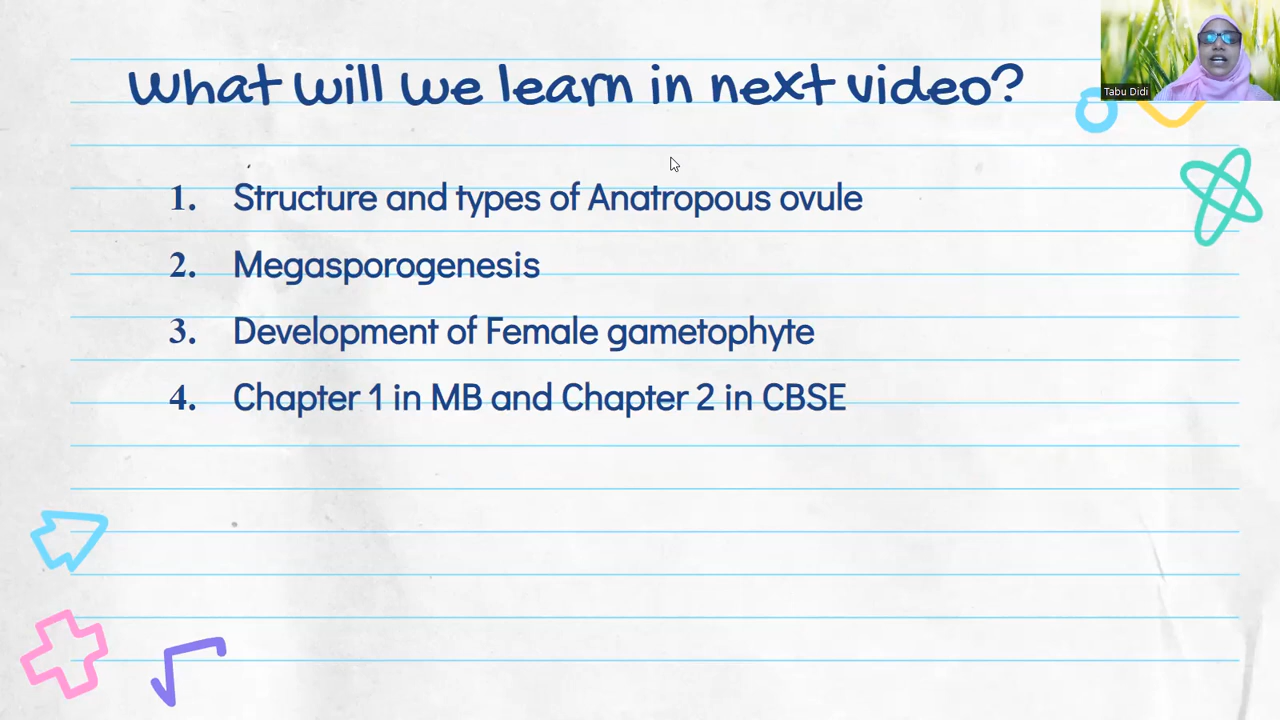 What will we learn in next video?
Tabu Didi
1. Structure and types of Anatropous ovule
2. Megasporogenesis
3. Development of Female gametophyte
4. Chapter 1 in MB and Chapter 2 in CBSE